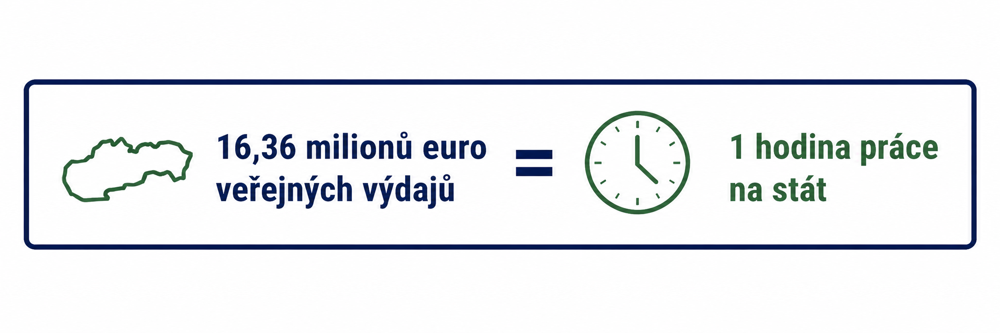 16,36 milionů euro
veřejných výdajů
=
1 hodina práce
na stát